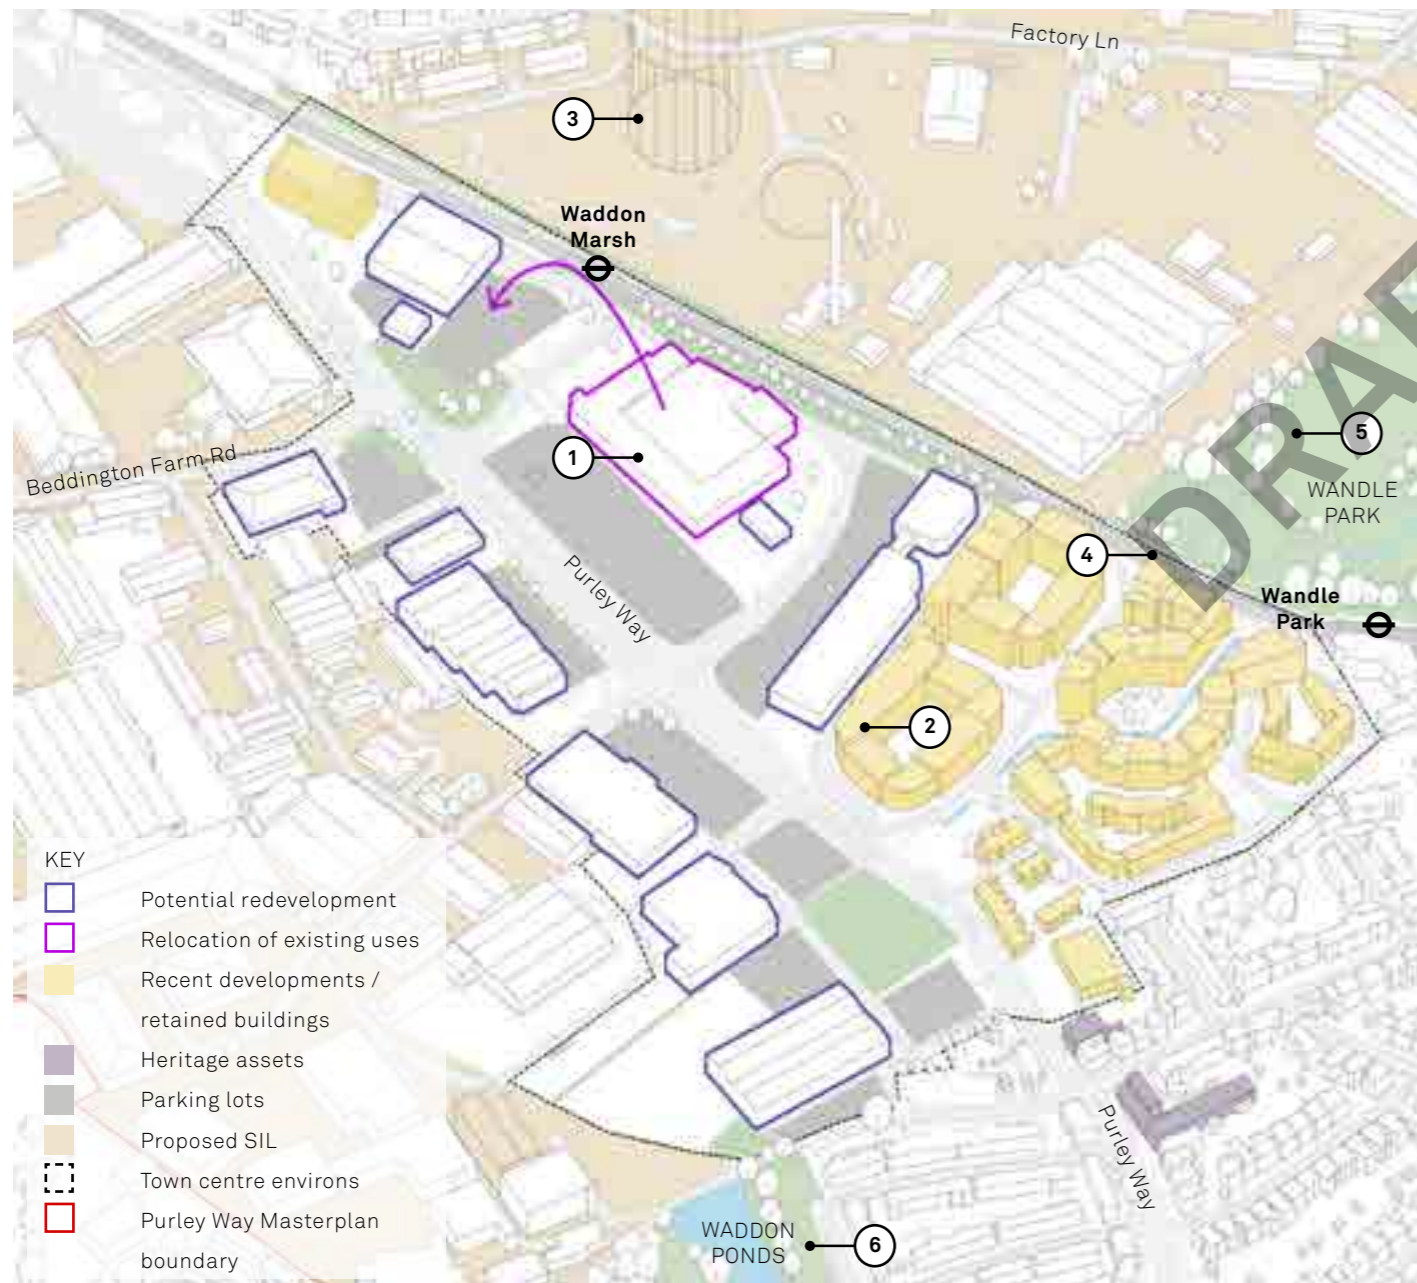 Factory Ln
3
Waddon
Marsh
5
WANDLE
PARK
1
Beddington Farm Rd
4
Purley Way
Wandle
Park
2
KEY
Potential redevelopment
Relocation of existing uses
Recent developments /
retained buildings
Heritage assets
Parking lots
Proposed SIL
Town centre environs
Purley Way Masterplan
boundary
Purley Way
WADDON
PONDS
6
DRAF